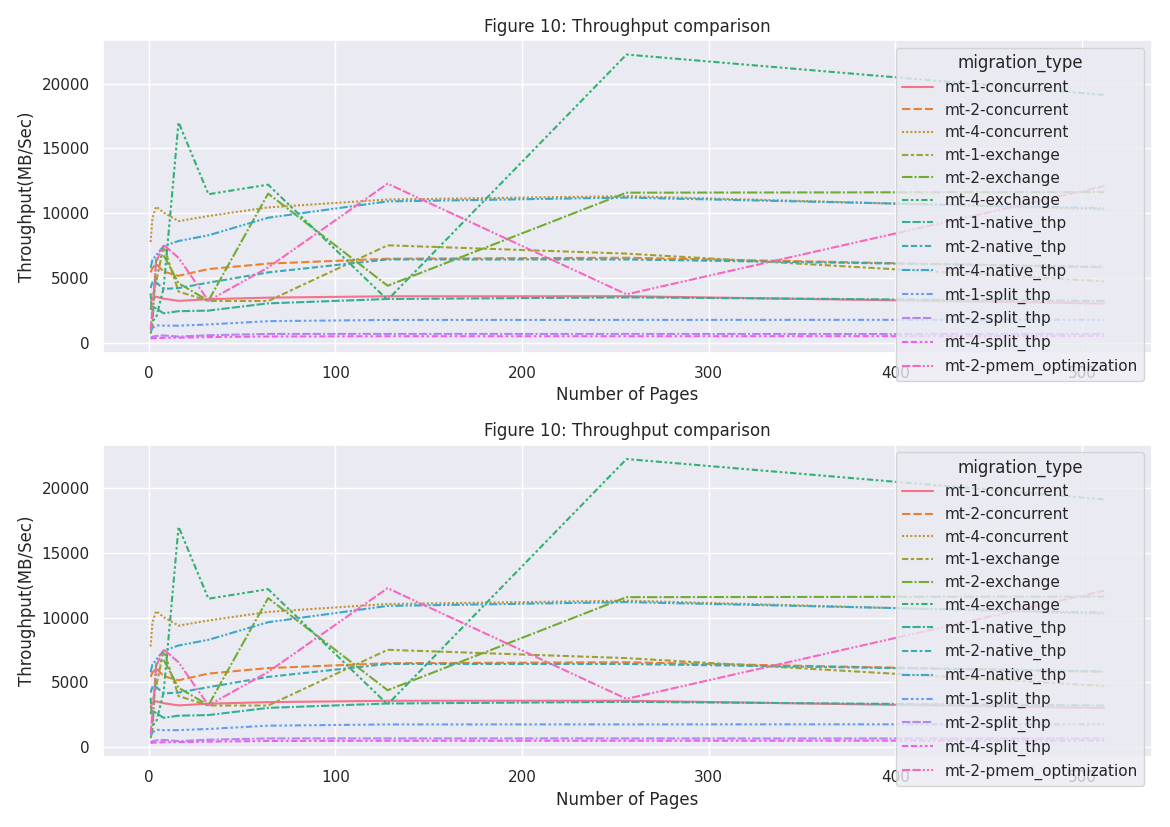 Figure 10: Throughput comparison
Throughput(MB/Sec)
20000
15000
10000
5000
0
0
100
200
300
400
500
Number of Pages
migration_type
mt-1-concurrent
mt-2-concurrent
mt-4-concurrent
mt-1-exchange
mt-2-exchange
mt-4-exchange
mt-1-native_thp
mt-2-native_thp
mt-4-native_thp
mt-1-split_thp
mt-2-split_thp
mt-4-split_thp
mt-2-pmem_optimization
Figure 10: Throughput comparison
Throughput(MB/Sec)
20000
15000
10000
5000
0
0
100
200
300
400
500
Number of Pages
migration_type
mt-1-concurrent
mt-2-concurrent
mt-4-concurrent
mt-1-exchange
mt-2-exchange
mt-4-exchange
mt-1-native_thp
mt-2-native_thp
mt-4-native_thp
mt-1-split_thp
mt-2-split_thp
mt-4-split_thp
mt-2-pmem_optimization